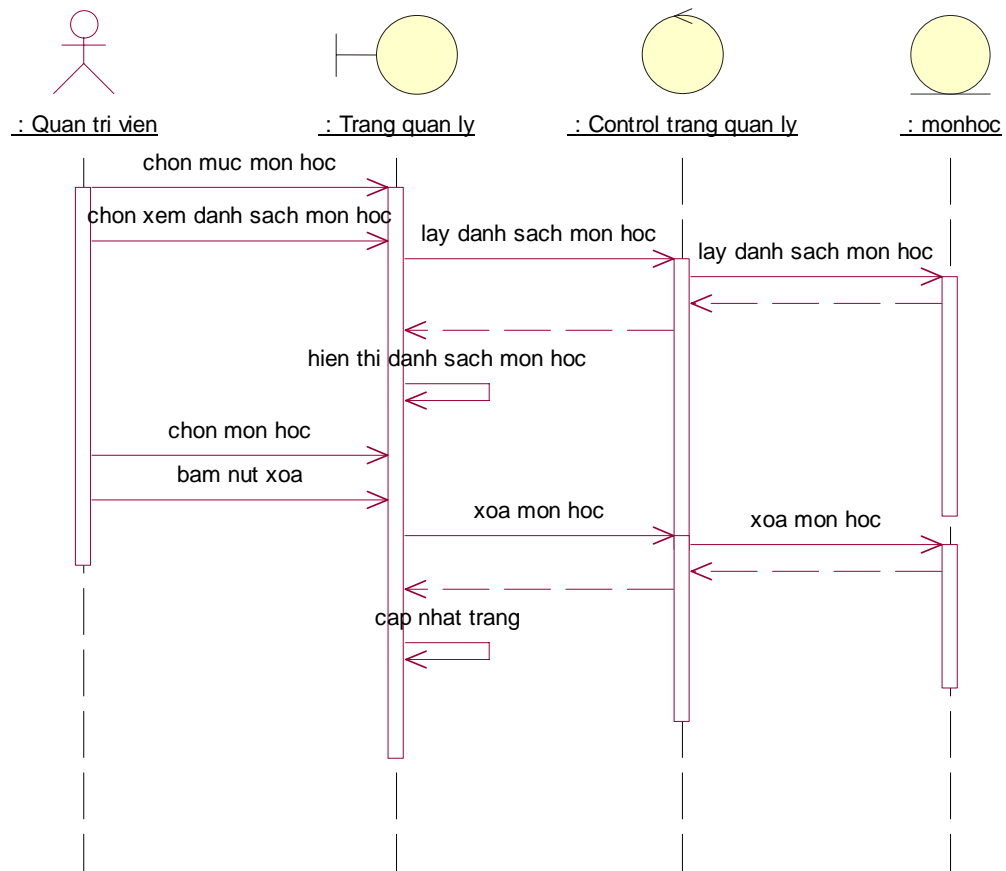 : Quan tri vien
: Trang quan ly
: Control trang quan ly
: monhoc
chon muc mon hoc
chon xem danh sach mon hoc
lay danh sach mon hoc
lay danh sach mon hoc
hien thi danh sach mon hoc
chon mon hoc
bam nut xoa
xoa mon hoc
xoa mon hoc
cap nhat trang